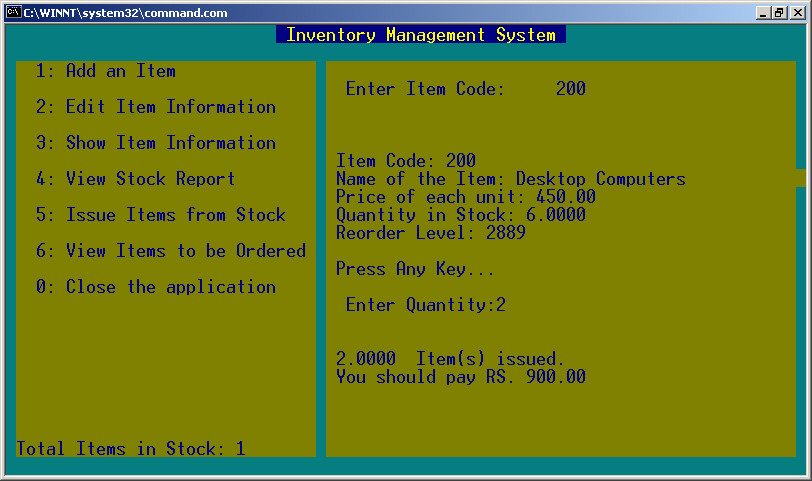 C:\WINNT\system32\command.com
Inventory Management System
1: Add an Item
2: Edit Item Information
3: Show Item Information
4: View Stock Report
5: Issue Items from Stock
6: View Items to be Ordered
0: Close the application
Total Items in Stock: 1
Enter Item Code: 200
Item Code: 200
Name of the Item: Desktop Computers
Price of each unit: 450.00
Quantity in Stock: 6.0000
Reorder Level: 2889
Press Any Key...
Enter Quantity:2
2.0000 Item(s) issued.
You should pay RS. 900.00